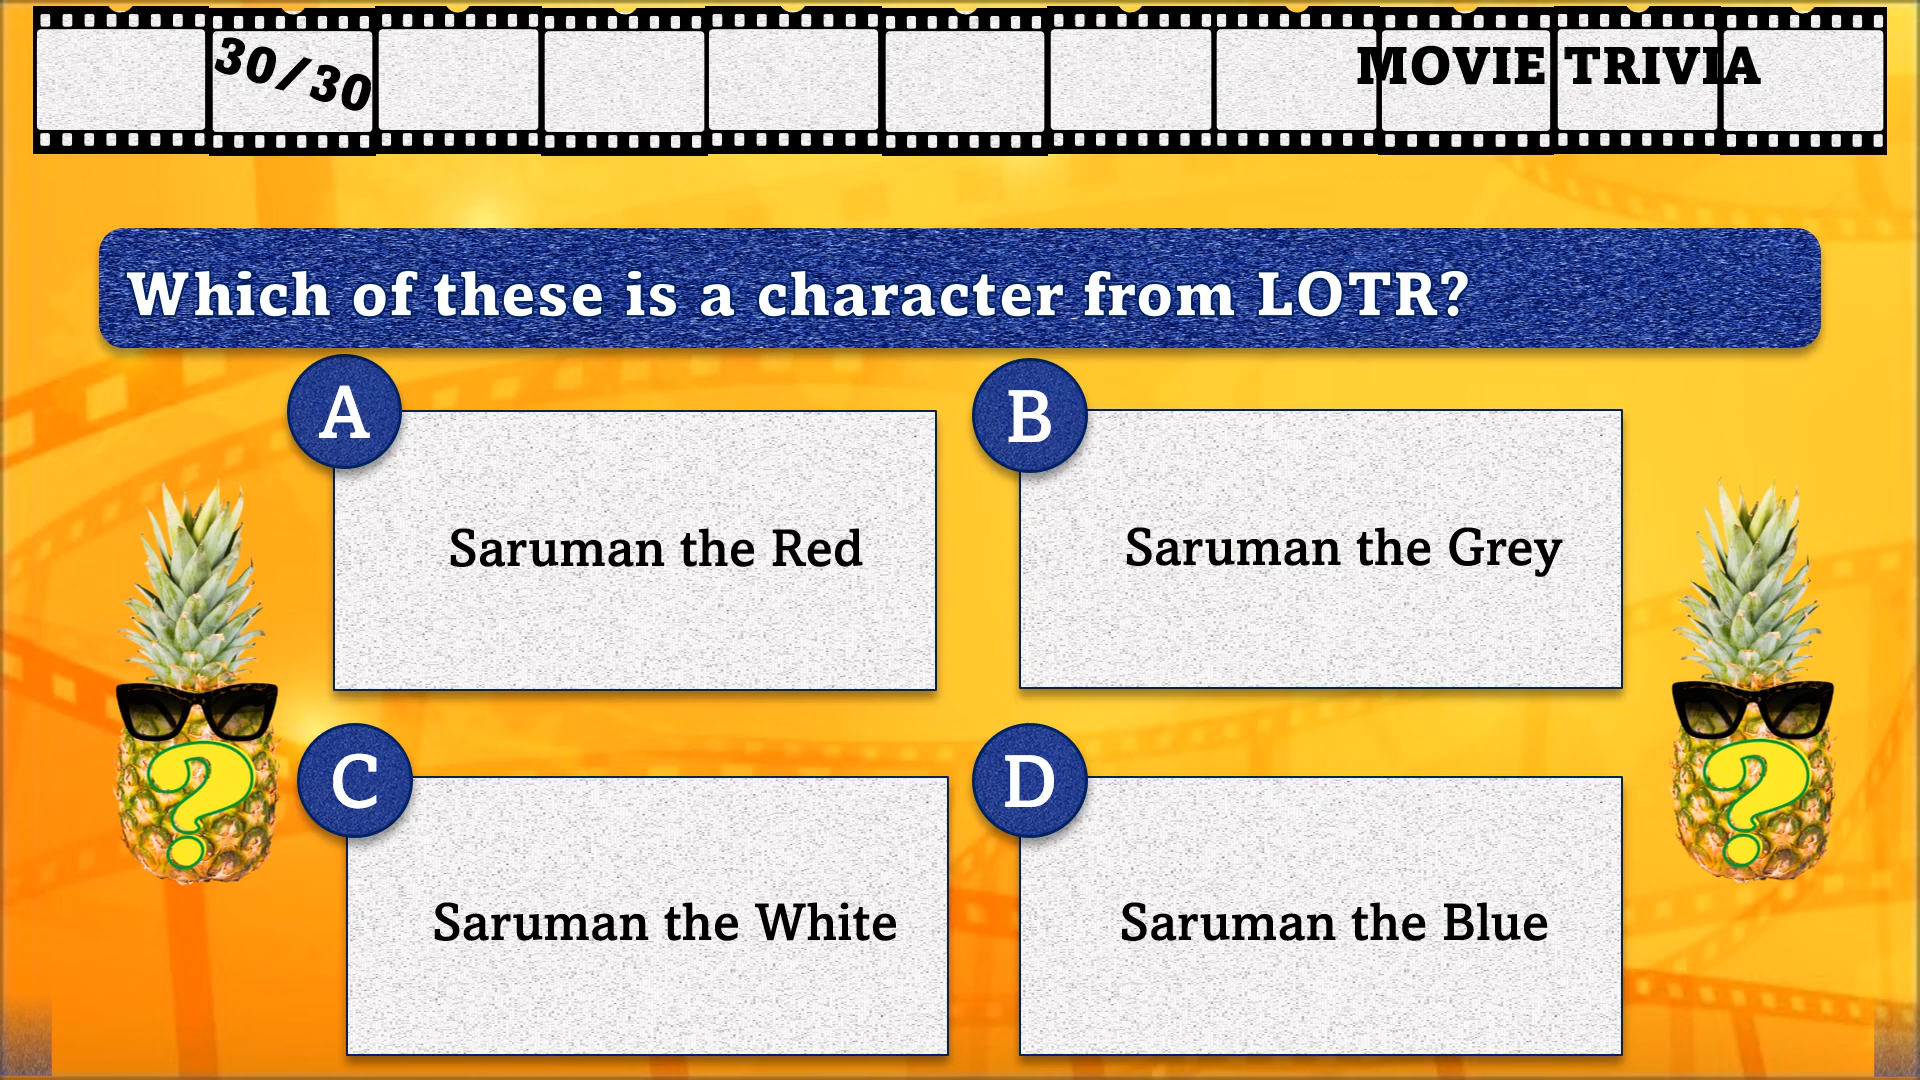 30/30
MOVIE TRIVIA
Which of these is a character from LOTR?
A
Saruman the Red
B
Saruman the Grey
C
Saruman the White
D
Saruman the Blue
?
?